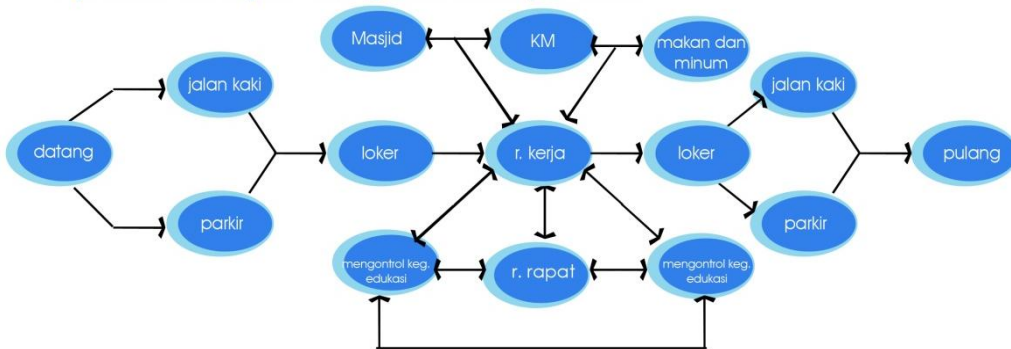 Masjid
KM
makan dan
minum
jalan kaki
jalan kaki
datang
loker
r. kerja
loker
pulang
parkir
parkir
mengontrol keg.
edukasi
r. rapat
mengontrol keg.
edukasi